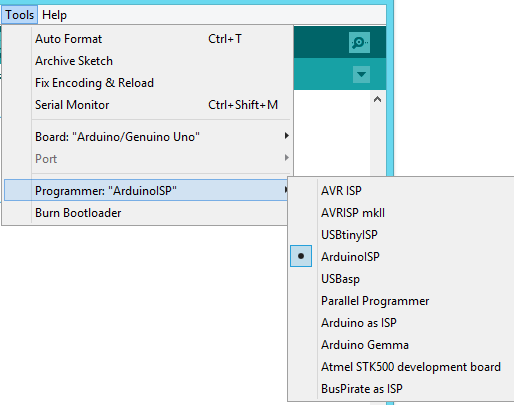 Tools Help
Auto Format Ctrl+T
Archive Sketch
Fix Encoding & Reload
Serial Monitor Ctrl+Shift+M
Board: "Arduino/Genuino Uno"
Port
Programmer: "ArduinoISP"
Burn Bootloader
AVR ISP
AVRISP mkII
USBtinyISP
ArduinoISP
USBasp
Parallel Programmer
Arduino as ISP
Arduino Gemma
Atmel STK500 development board
BusPirate as ISP